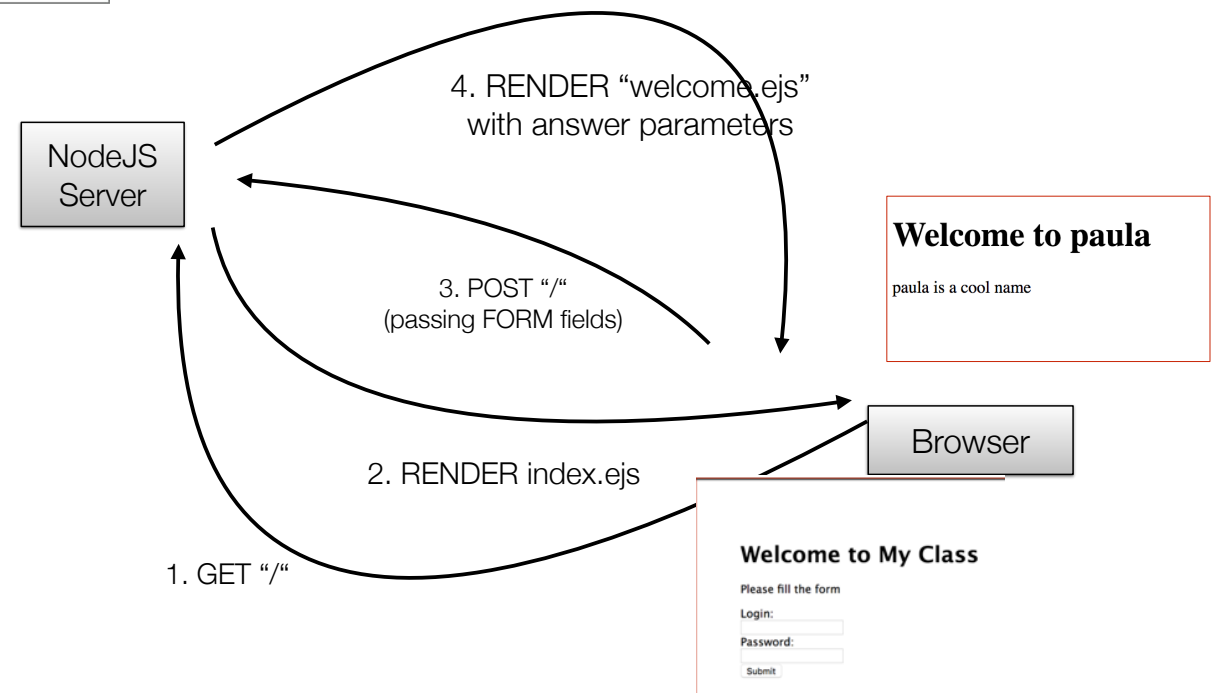 4. RENDER “welcome.ejs”
with answer parameters
NodeJS
Server
Welcome to paula
paula is a cool name
3. POST “/“
(passing FORM fields)
Browser
2. RENDER index.ejs
1. GET “/“
Welcome to My Class
Please fill the form
Login:
Password:
Submit